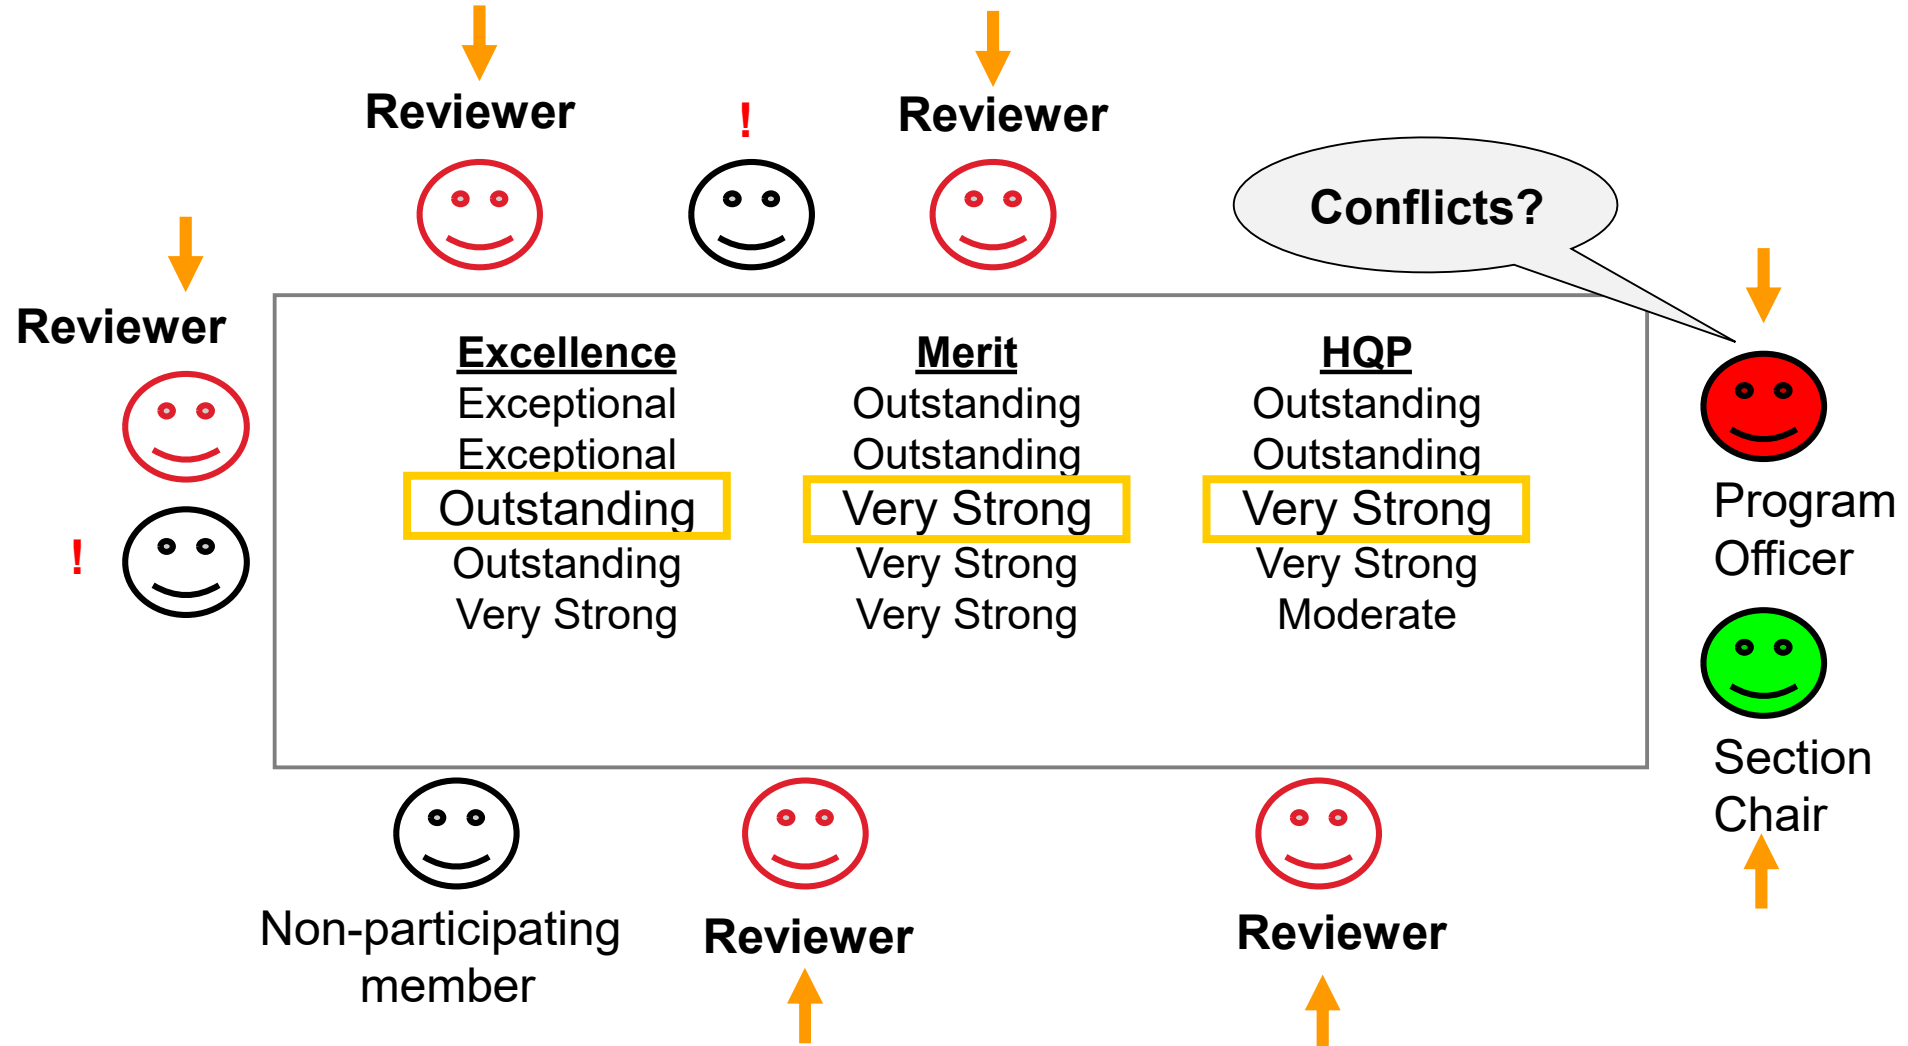 Reviewer
!
Reviewer
Conflicts?
Reviewer
Excellence Merit HQP
Exceptional Outstanding Outstanding
Exceptional Outstanding Outstanding
Outstanding Very Strong Very Strong
Outstanding Very Strong Very Strong
Very Strong Very Strong Moderate
!
Program
Officer
Section
Chair
Non-participating
member
Reviewer
Reviewer